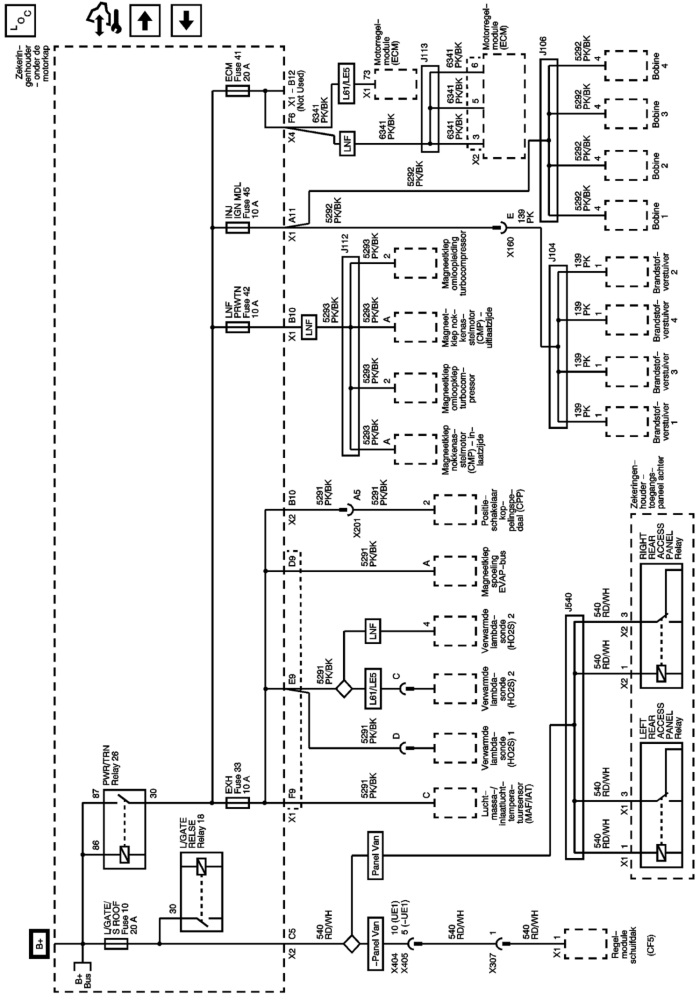 LOC
Zekerin-
genhouder
- onder de
motorkap
B+
B+
Bus
L/GATE/
S ROOF
Fuse 10
20 A
PWR/TRN
Relay 26
86
87
30
L/GATE
RELSE
Relay 18
30
EXH
Fuse 33
10 A
LNF
PRWTN
Fuse 42
10 A
INJ
IGN MDL
Fuse 45
10 A
ECM
Fuse 41
20 A
X2
C5
X1
F9
E9
D9
X2
B10
X1
B10
X1
A11
X4
F6
X1 - B12
(Not Used)
540
RD/WH
-Panel Van
Panel Van
X404
X405
10 (UE1)
5 (-UE1)
540
RD/WH
X307
1
540
RD/WH
X1
1
Regel-
module
schuifdak
(CF5)
5291
PK/BK
C
Lucht-
massa-/
inlaatlucht-
tempera-
tuursensor
(MAF/IAT)
5291
PK/BK
D
Verwarmde
lambda-
sonde
(HO2S) 1
5291
PK/BK
L61/LE5
C
Verwarmde
lambda-
sonde
(HO2S) 2
LNF
4
Verwarmde
lambda-
sonde
(HO2S) 2
5291
PK/BK
A
Magneetklep
spoeling
EVAP-bus
5291
PK/BK
X201
A5
5291
PK/BK
2
Positie-
schakelaar
kop-
pelingspe-
daal (CPP)
LNF
J112
5293
PK/BK
A
Magneetklep
nokkenas-
stelmotor
(CMP) - in-
laatzijde
5293
PK/BK
2
Magneetklep
omloopklep
turbocom-
pressor
5293
PK/BK
A
Magneet-
klep nok-
kenas-
stelmotor
(CMP) -
uitlaatzijde
5293
PK/BK
2
Magneetklep
omloopleiding
turbocompressor
5292
PK/BK
X160
E
139
PK
5292
PK/BK
6341
PK/BK
L61/LE5
X1
73
Motorregel-
module
(ECM)
LNF
6341
PK/BK
J113
6341
PK/BK
X2
3
6341
PK/BK
5
6341
PK/BK
6
Motorregel-
module
(ECM)
J106
5292
PK/BK
4
Bobine
1
5292
PK/BK
4
Bobine
2
5292
PK/BK
4
Bobine
3
5292
PK/BK
4
Bobine
4
J104
139
PK
1
Brandstof-
verstuiver
1
139
PK
1
Brandstof-
verstuiver
3
139
PK
1
Brandstof-
verstuiver
4
139
PK
1
Brandstof-
verstuiver
2
J540
540
RD/WH
X1
1
540
RD/WH
X1
3
LEFT
REAR
ACCESS
PANEL
Relay
540
RD/WH
X2
1
540
RD/WH
X2
3
RIGHT
REAR
ACCESS
PANEL
Relay
Zekeringen-
houder -
toegangs-
paneel achter